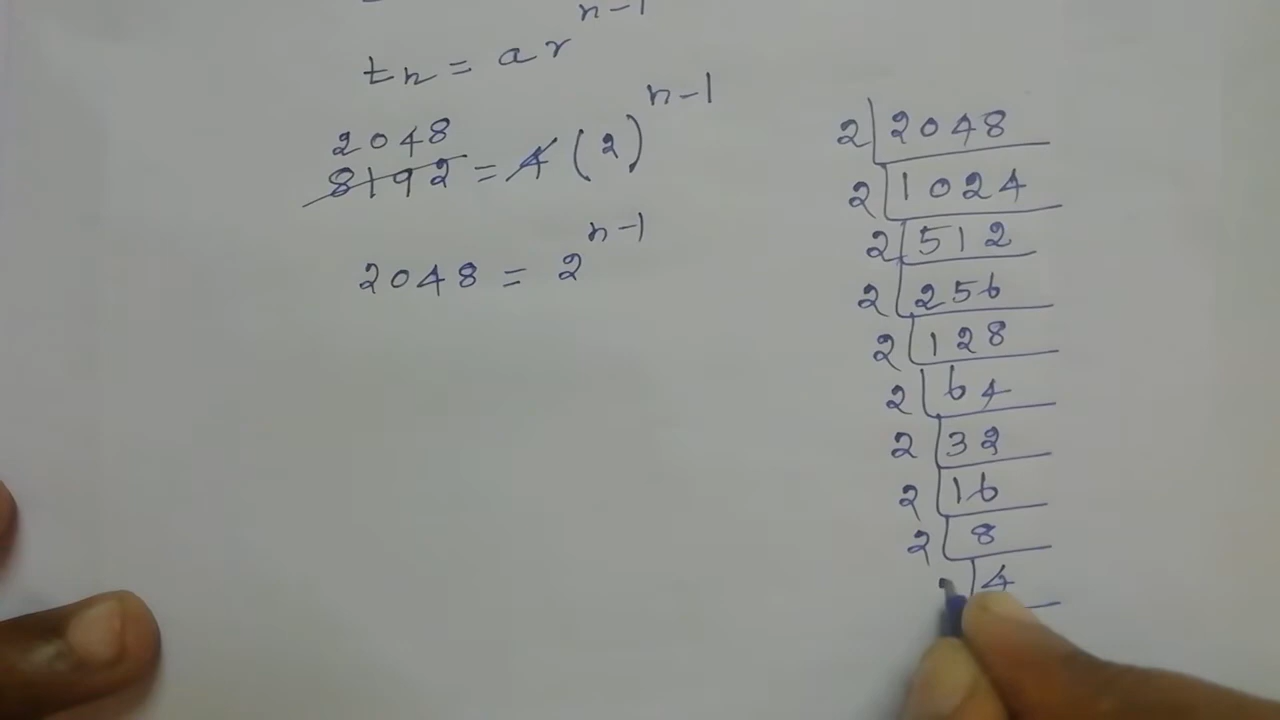 tn = ar^n-1
2048
8192 = 4 (2)^n-1
2048 = 2^n-1
2 | 2048
2 | 1024
2 | 512
2 | 256
2 | 128
2 | 64
2 | 32
2 | 16
2 | 8
| 4